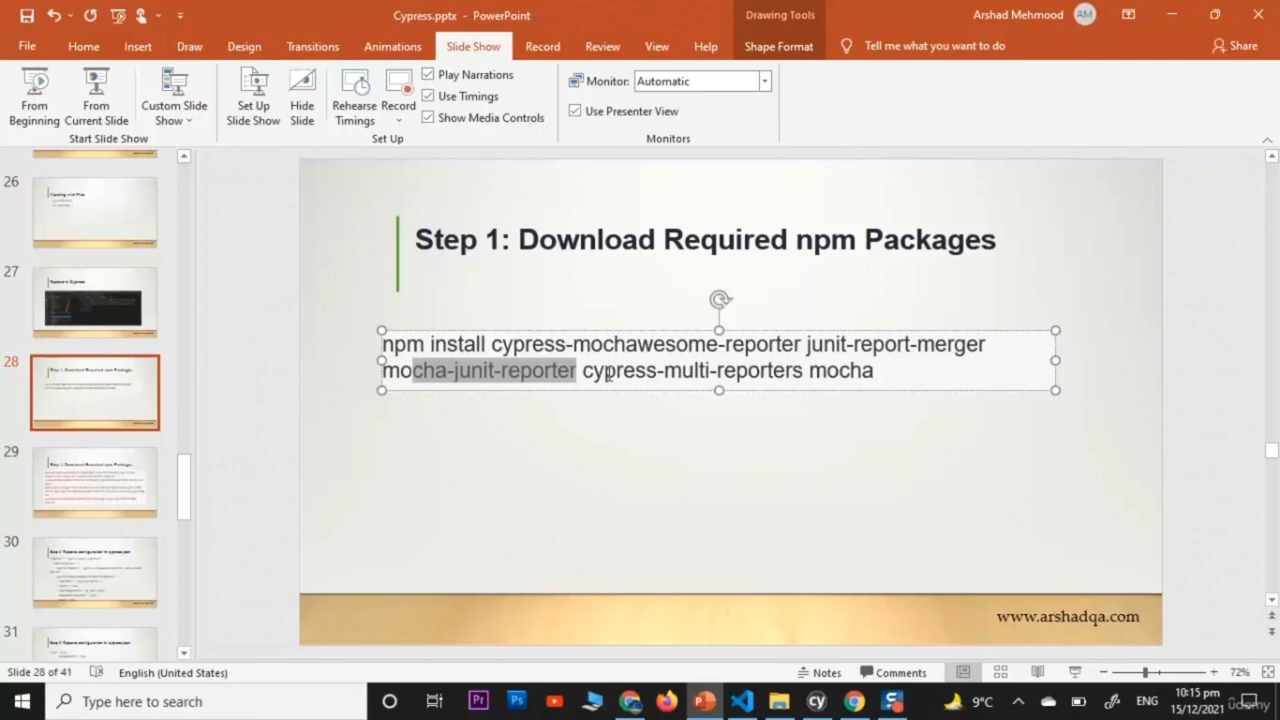 Cypress.pptx - PowerPoint
Drawing Tools
Arshad Mehmood
AM
File
Home
Insert
Draw
Design
Transitions
Animations
Slide Show
Record
Review
View
Help
Shape Format
Tell me what you want to do
Share
From Beginning
From Current Slide
Custom Slide Show
Set Up Slide Show
Hide Slide
Rehearse Timings
Record
Play Narrations
Use Timings
Show Media Controls
Monitor: Automatic
Use Presenter View
Start Slide Show
Set Up
Monitors
26
27
28
29
30
31
Step 1: Download Required npm Packages
npm install cypress-mochawesome-reporter junit-report-merger
mocha-junit-reporter cypress-multi-reporters mocha
www.arshadqa.com
Slide 28 of 41
English (United States)
Notes
Comments
72%
Type here to search
9°C
ENG
10:15 pm
15/12/2021
udemy